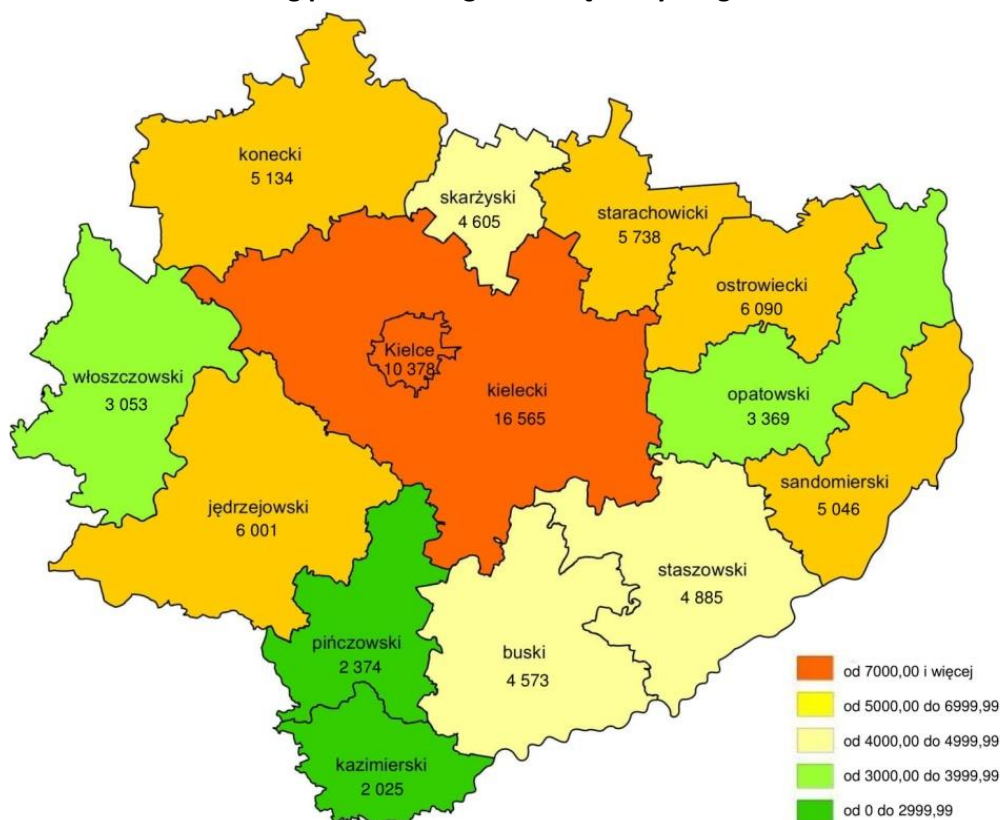 konecki
5 134
skarżyski
4 605
starachowicki
5 738
ostrowiecki
6 090
Kielce
10 378
włoszczowski
3 053
kielecki
16 565
opatowski
3 369
sandomierski
5 046
jędrzejowski
6 001
staszowski
4 885
pińczowski
2 374
buski
4 573
kazimierski
2 025
od 7000,00 i więcej
od 5000,00 do 6999,99
od 4000,00 do 4999,99
od 3000,00 do 3999,99
od 0 do 2999,99